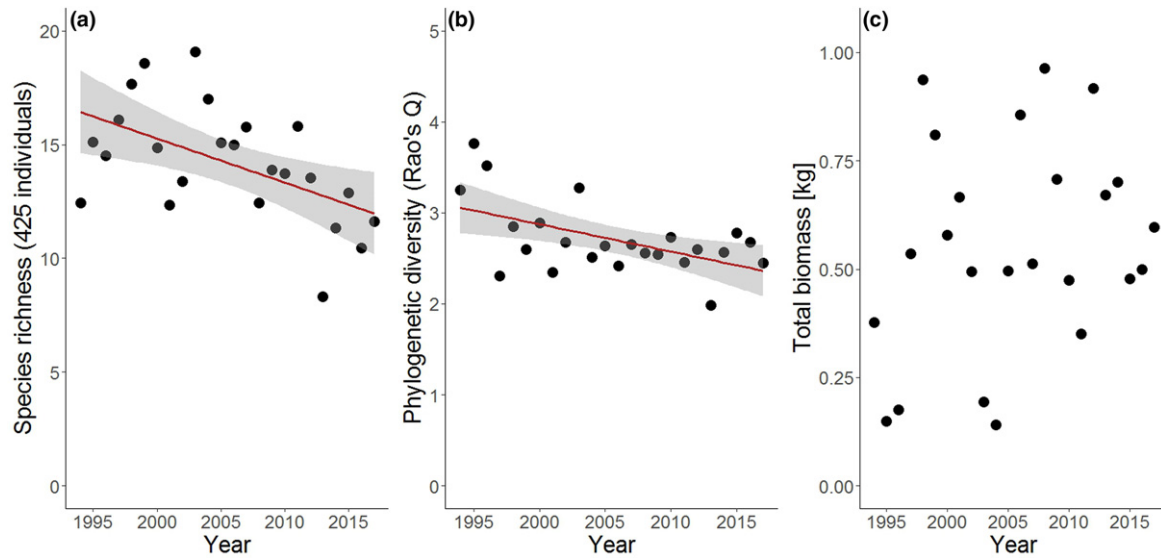 (a)
Species richness (425 individuals)
20
15
10
5
0
1995 2000 2005 2010 2015
Year
(b)
Phylogenetic diversity (Rao's Q)
5
4
3
2
1
0
1995 2000 2005 2010 2015
Year
(c)
Total biomass [kg]
1.00
0.75
0.50
0.25
0.00
1995 2000 2005 2010 2015
Year